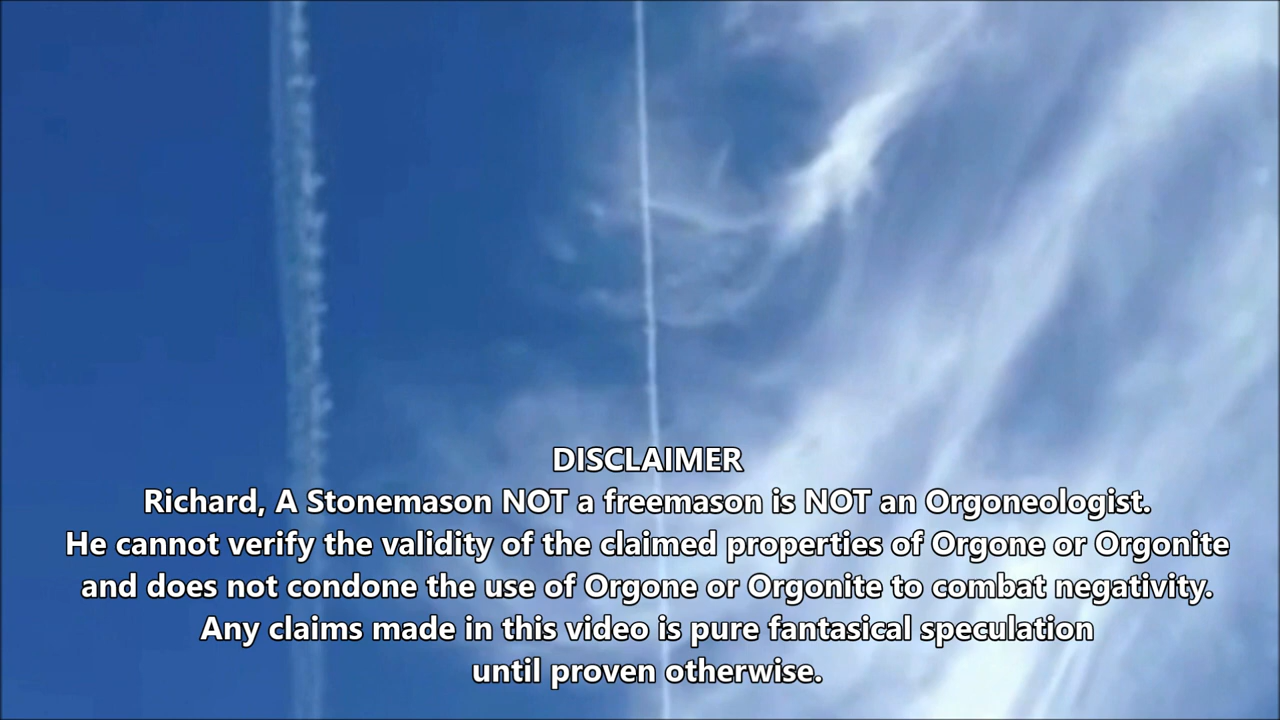 DISCLAIMER
Richard, A Stonemason NOT a freemason is NOT an Orgoneologist.
He cannot verify the validity of the claimed properties of Orgone or Orgonite
and does not condone the use of Orgone or Orgonite to combat negativity.
Any claims made in this video is pure fantasical speculation
until proven otherwise.